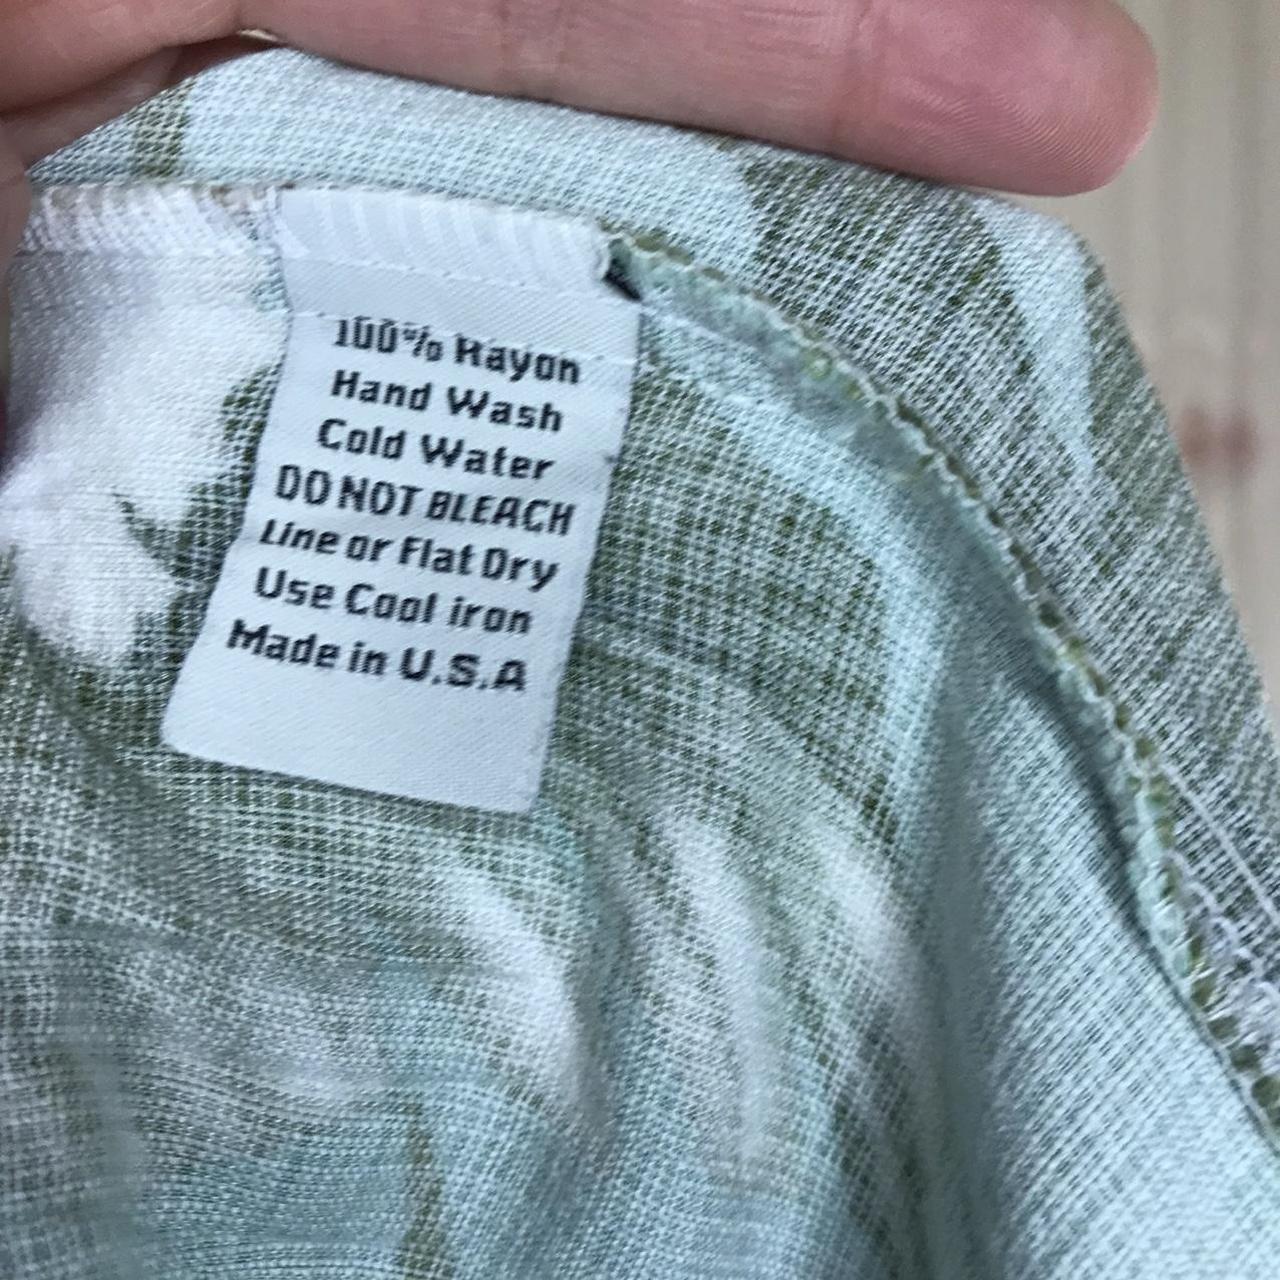 100% Rayon
Hand Wash
Cold Water
DO NOT BLEACH
Line or Flat Dry
Use Cool iron
Made in U.S.A